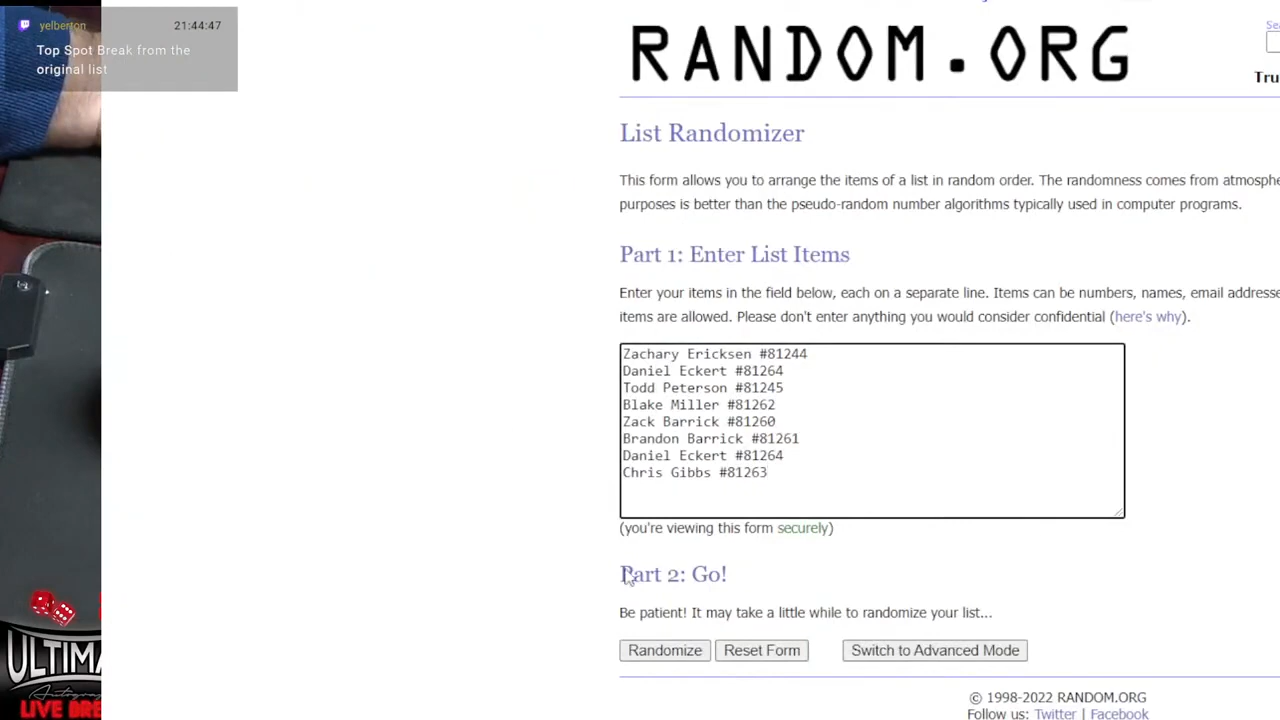 yelberton 21:44:47
Top Spot Break from the
original list
RANDOM.ORG
List Randomizer
This form allows you to arrange the items of a list in random order. The randomness comes from
purposes is better than the pseudo-random number algorithms typically used in computer programs.
Part 1: Enter List Items
Enter your items in the field below, each on a separate line. Items can be numbers, names, email
items are allowed. Please don't enter anything you would consider confidential (here's why).
Zachary Ericksen #81244
Daniel Eckert #81264
Todd Peterson #81245
Blake Miller #81262
Zack Barrick #81260
Brandon Barrick #81261
Daniel Eckert #81264
Chris Gibbs #81263
(you're viewing this form securely)
Part 2: Go!
Be patient! It may take a little while to randomize your list...
Randomize Reset Form Switch to Advanced Mode
© 1998-2022 RANDOM.ORG
Follow us: Twitter | Facebook
LIVE